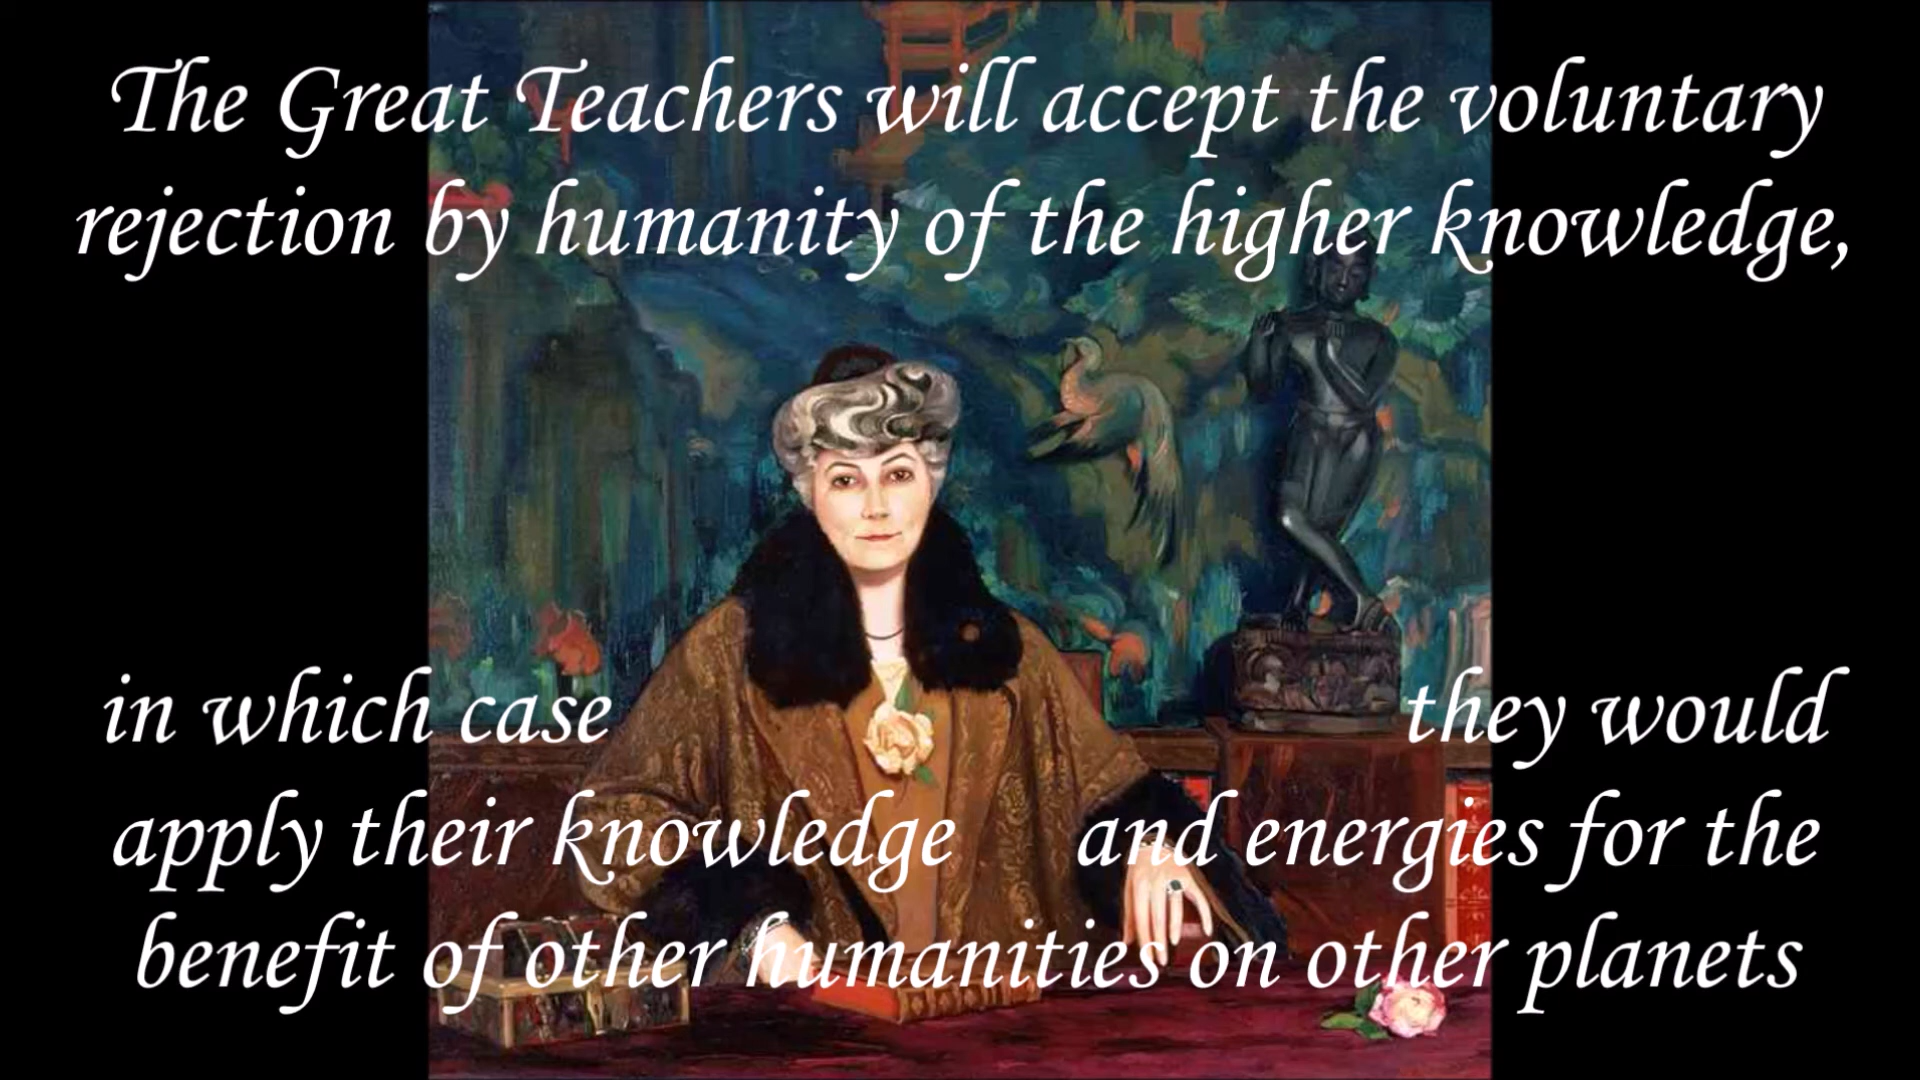 The Great Teachers will accept the voluntary
rejection by humanity of the higher knowledge,
in which case they would
apply their knowledge and energies for the
benefit of other humanities on other planets